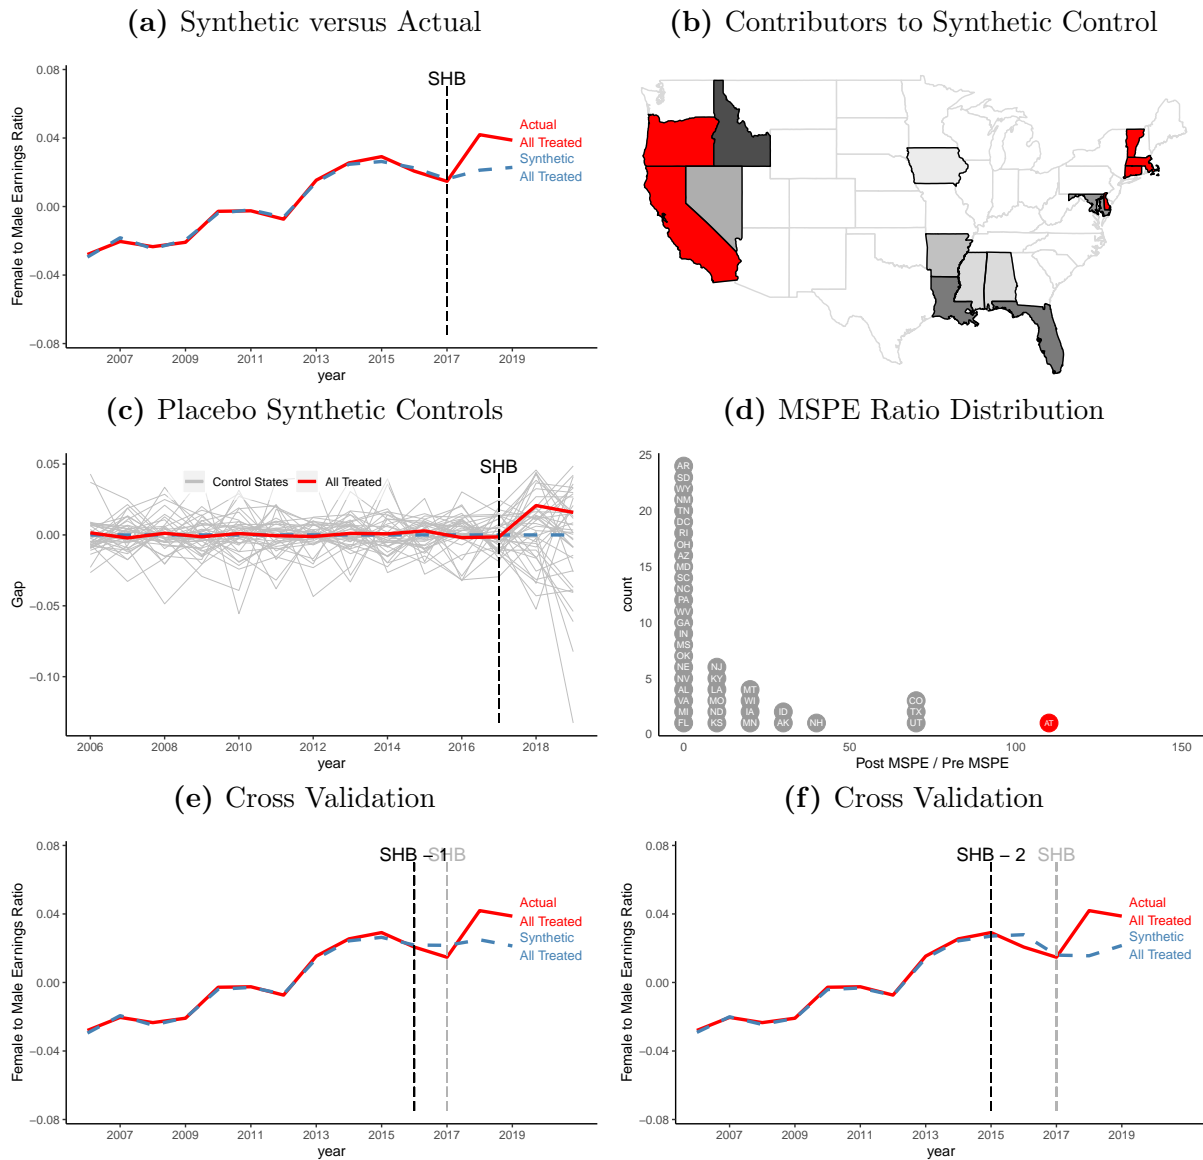 (a) Synthetic versus Actual
0.08
0.04
0.00
−0.04
−0.08
Female to Male Earnings Ratio
SHB
Actual
All Treated
Synthetic
All Treated
2007 2009 2011 2013 2015 2017 2019
year
(b) Contributors to Synthetic Control
(c) Placebo Synthetic Controls
0.05
0.00
−0.05
−0.10
Gap
Control States All Treated
SHB
2006 2008 2010 2012 2014 2016 2018
year
(d) MSPE Ratio Distribution
25
20
15
10
5
0
count
AR
SD
WY
NM
TN
DC
RI
OH
AZ
MD
SC
NC
PA
WV
GA
IN
MS
OK
NE
NV
AL
VA
MI
FL
NJ
KY
LA
MO
ND
KS
MT
WI
IA
MN
ID
AK
NH
CO
TX
UT
AT
0 50 100 150
Post MSPE / Pre MSPE
(e) Cross Validation
0.08
0.04
0.00
−0.04
−0.08
Female to Male Earnings Ratio
SHB − 1 SHB
Actual
All Treated
Synthetic
All Treated
2007 2009 2011 2013 2015 2017 2019
year
(f) Cross Validation
0.08
0.04
0.00
−0.04
−0.08
Female to Male Earnings Ratio
SHB − 2 SHB
Actual
All Treated
Synthetic
All Treated
2007 2009 2011 2013 2015 2017 2019
year